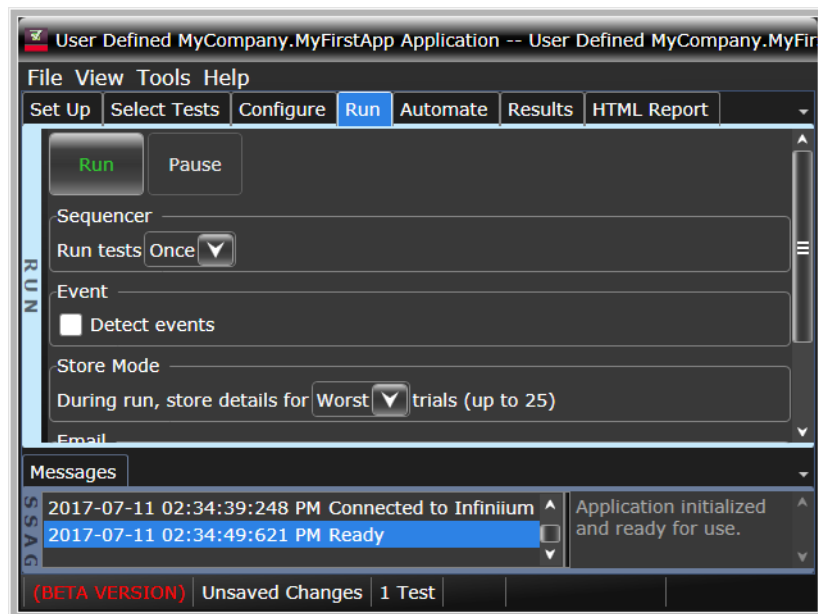 User Defined MyCompany.MyFirstApp Application -- User Defined MyCompany.MyFir
File View Tools Help
Set Up Select Tests Configure Run Automate Results HTML Report
Run Pause
RUN
Sequencer
Run tests Once
Event
Detect events
Store Mode
During run, store details for Worst trials (up to 25)
Email
Messages
2017-07-11 02:34:39:248 PM Connected to Infiniium
2017-07-11 02:34:49:621 PM Ready
Application initialized
and ready for use.
(BETA VERSION) Unsaved Changes 1 Test